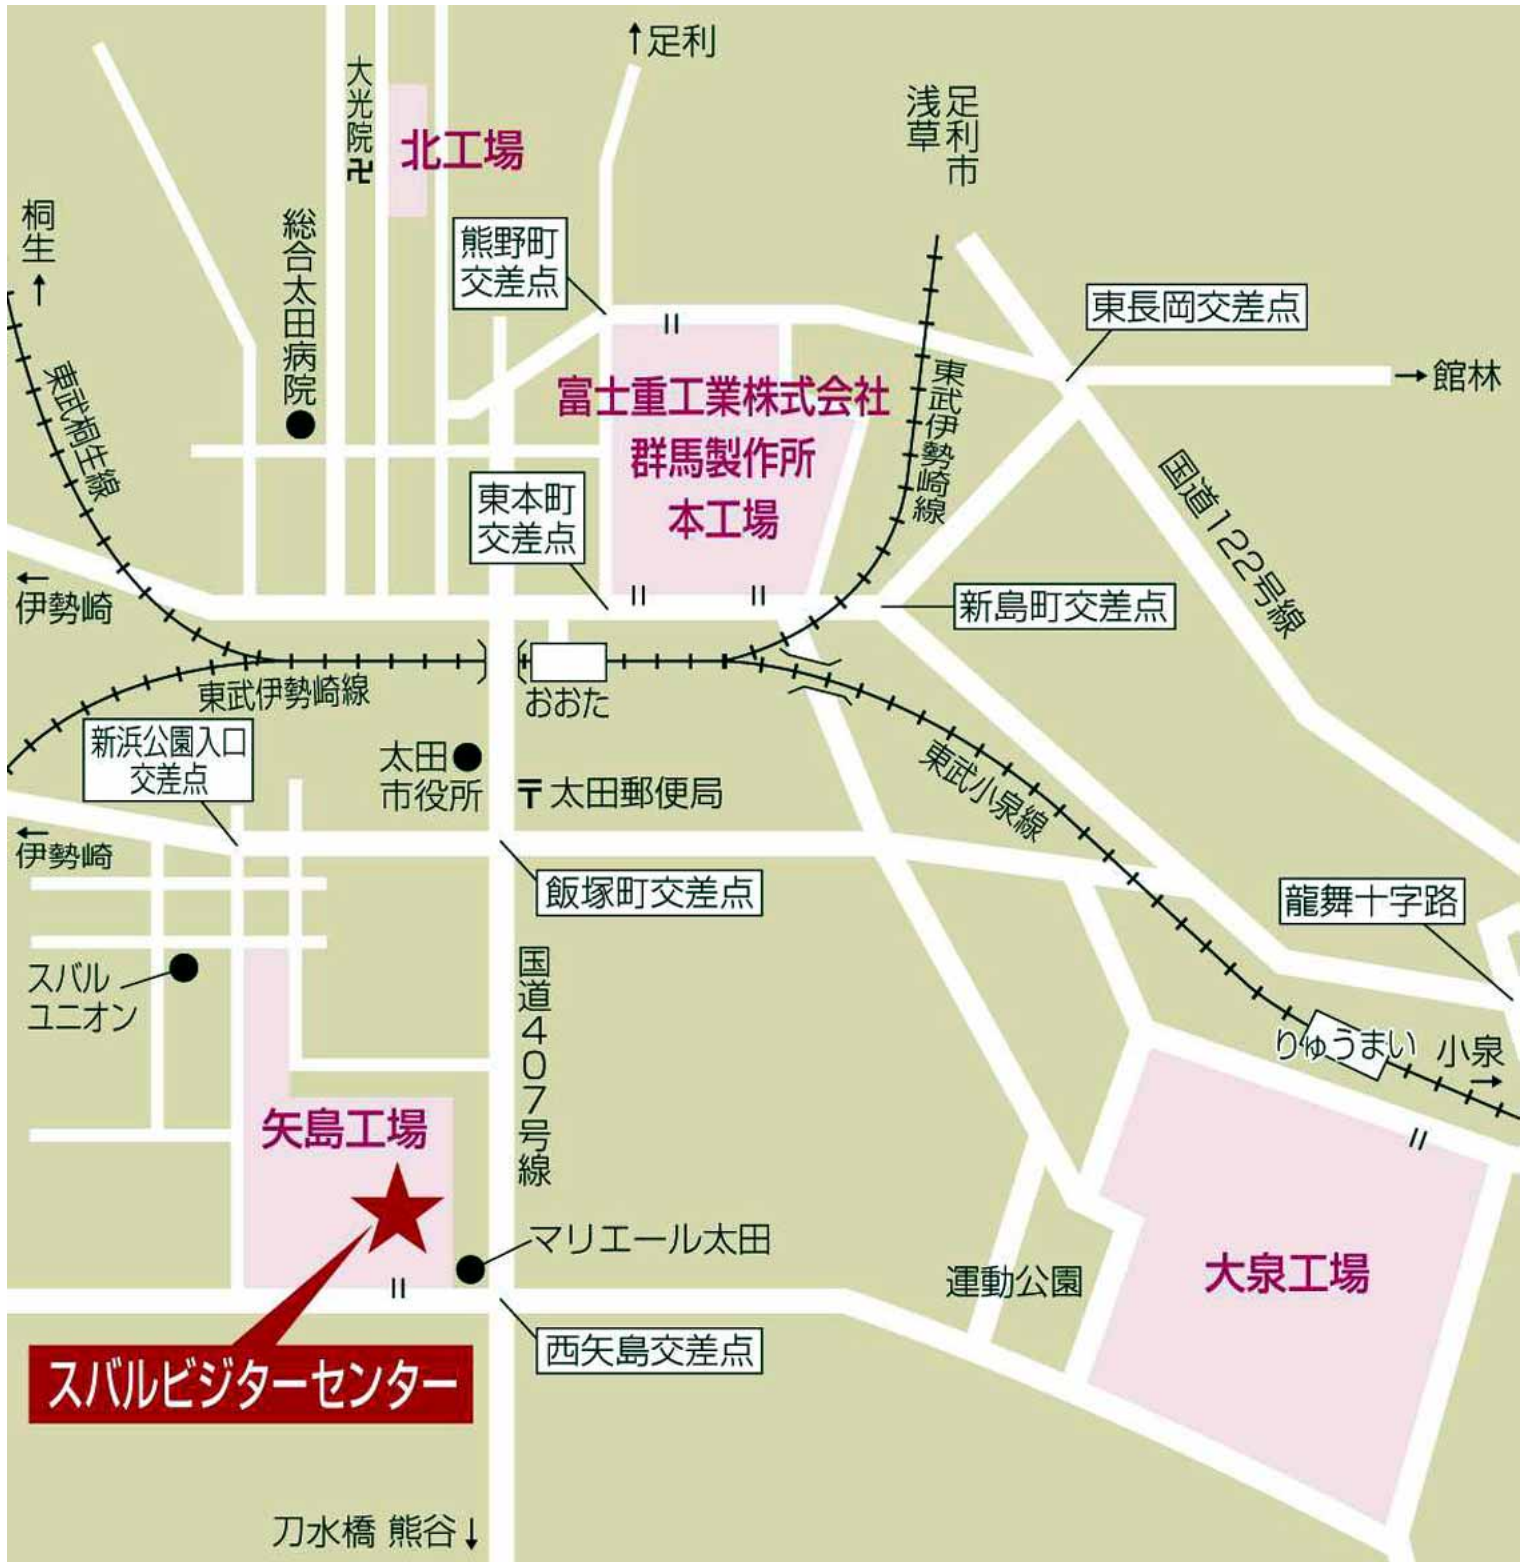 ↑足利
大光院卍
北工場
足利市
浅草
桐生
↑
総合太田病院
熊野町
交差点
東長岡交差点
→館林
東武桐生線
富士重工業株式会社
群馬製作所
本工場
東武伊勢崎線
国道122号線
東本町
交差点
←
伊勢崎
新島町交差点
東武伊勢崎線
おおた
新浜公園入口
交差点
太田
市役所
〒太田郵便局
東武小泉線
←
伊勢崎
飯塚町交差点
龍舞十字路
スバル
ユニオン
国道407号線
りゅうまい
小泉
→
矢島工場
マリエール太田
運動公園
大泉工場
西矢島交差点
スバルビジターセンター
刀水橋 熊谷↓